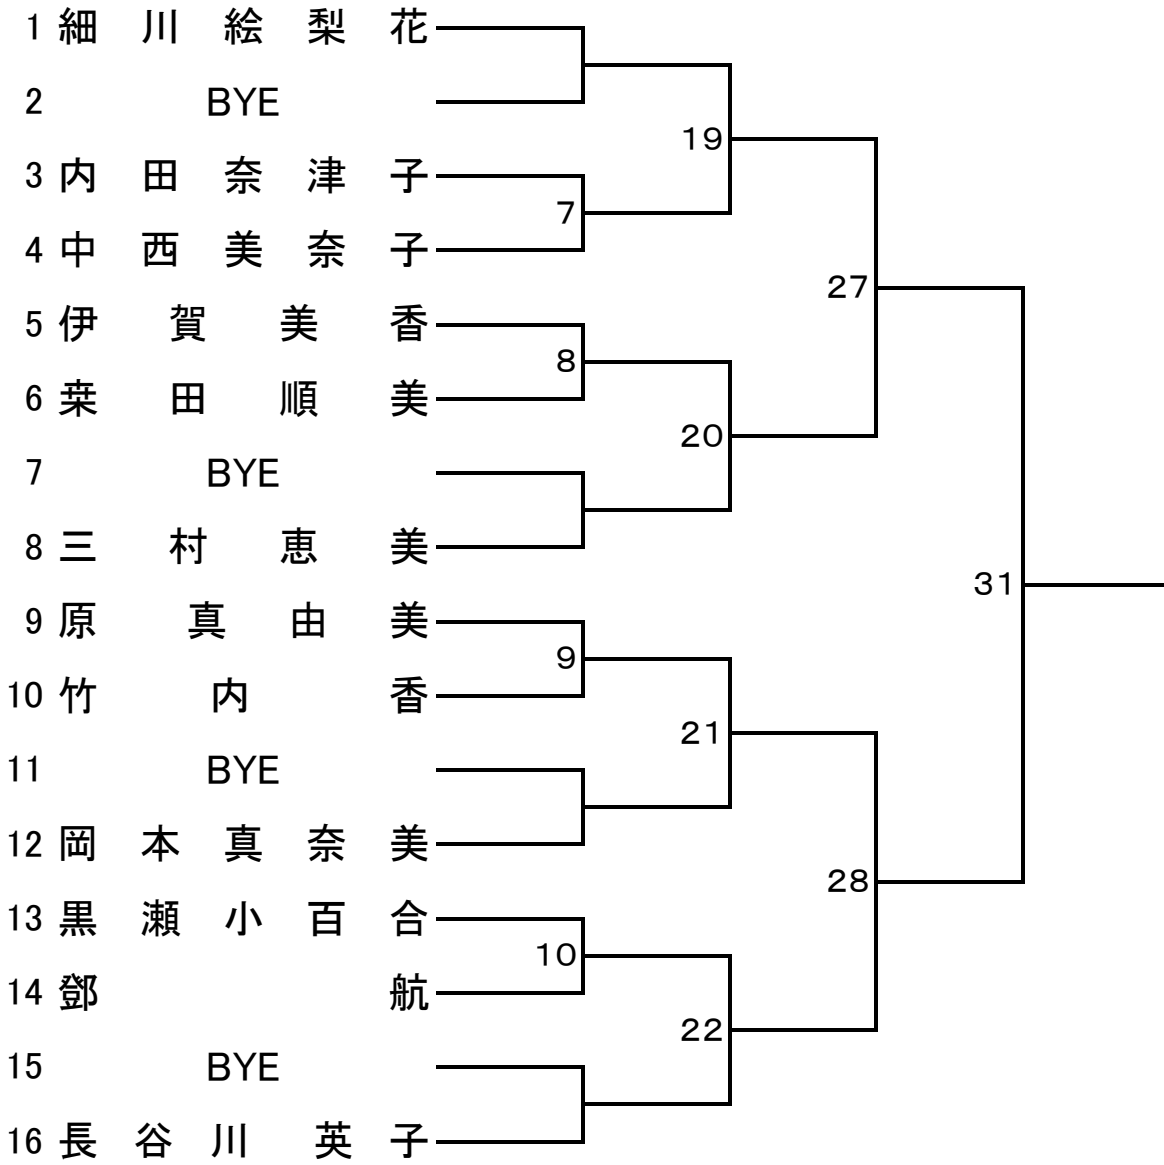 1 細川絵梨花
2 BYE
19
3 内田奈津子
7
4 中西美奈子
27
5 伊賀美香
8
6 桒田順美
20
7 BYE
8 三村恵美
31
9 原真由美
9
10 竹内香
21
11 BYE
12 岡本真奈美
28
13 黒瀬小百合
10
14 鄧航
22
15 BYE
16 長谷川英子